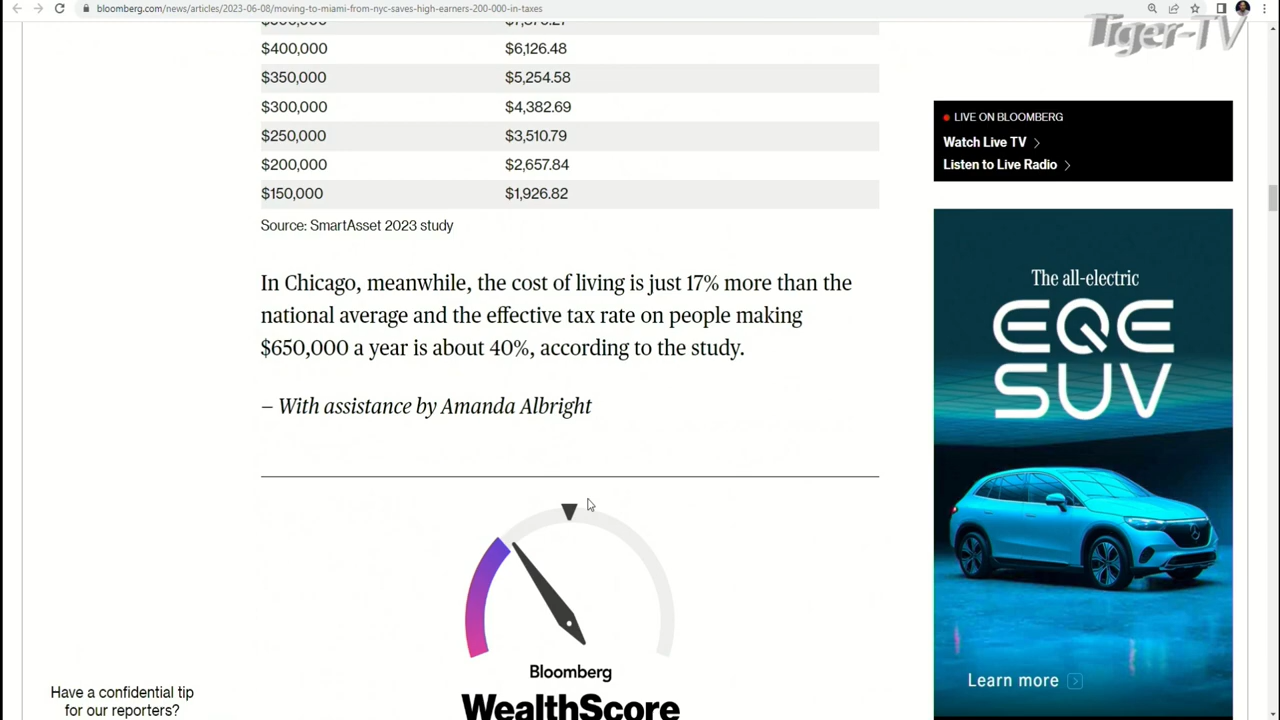 bloomberg.com/news/articles/2023-06-08/moving-to-miami-from-nyc-saves-high-earners-200-000-in-taxes
Tiger-TV
$400,000 $6,126.48
$350,000 $5,254.58
$300,000 $4,382.69
$250,000 $3,510.79
$200,000 $2,657.84
$150,000 $1,926.82
Source: SmartAsset 2023 study
In Chicago, meanwhile, the cost of living is just 17% more than the
national average and the effective tax rate on people making
$650,000 a year is about 40%, according to the study.
– With assistance by Amanda Albright
Bloomberg
WealthScore
Have a confidential tip
for our reporters?
LIVE ON BLOOMBERG
Watch Live TV
Listen to Live Radio
The all-electric
EQE
SUV
Learn more